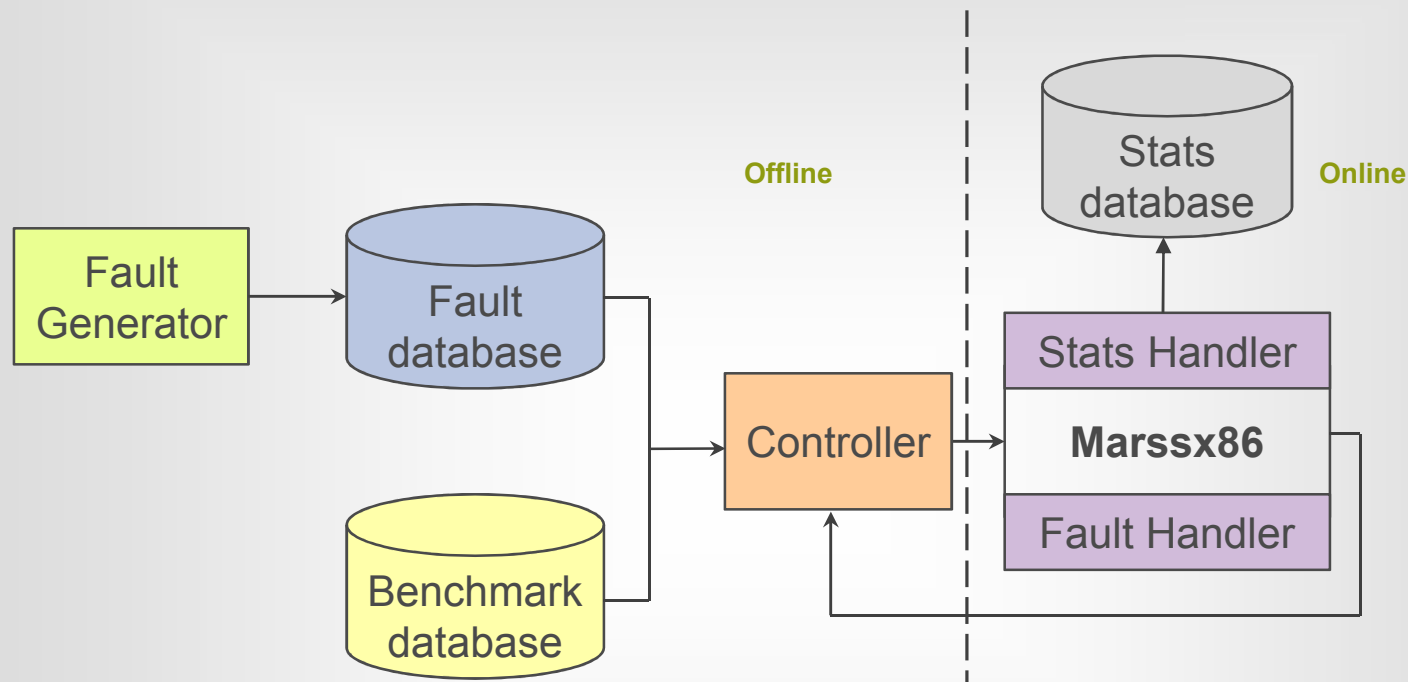 Offline
Online
Stats
database
Fault
Generator
Fault
database
Controller
Stats Handler
Marssx86
Fault Handler
Benchmark
database